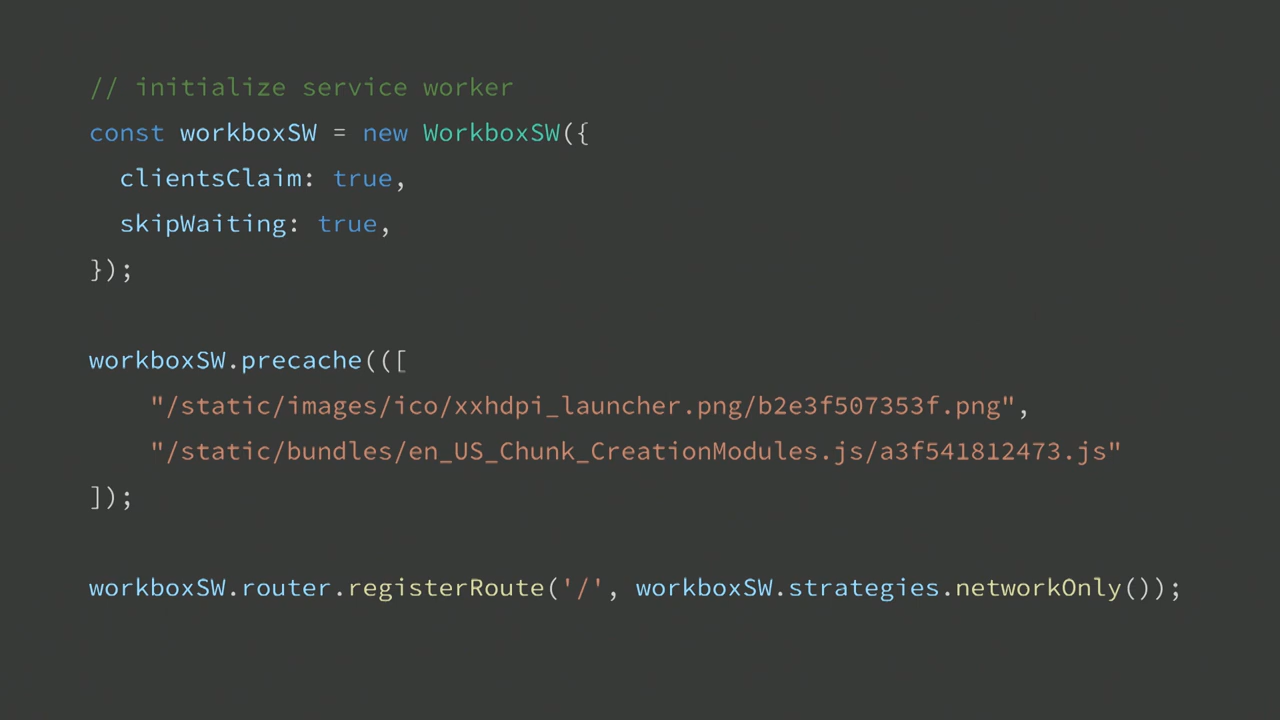 // initialize service worker
const workboxSW = new WorkboxSW({
  clientsClaim: true,
  skipWaiting: true,
});
workboxSW.precache(([
    "/static/images/ico/xxhdpi_launcher.png/b2e3f507353f.png",
    "/static/bundles/en_US_Chunk_CreationModules.js/a3f541812473.js"
]);
workboxSW.router.registerRoute('/', workboxSW.strategies.networkOnly());